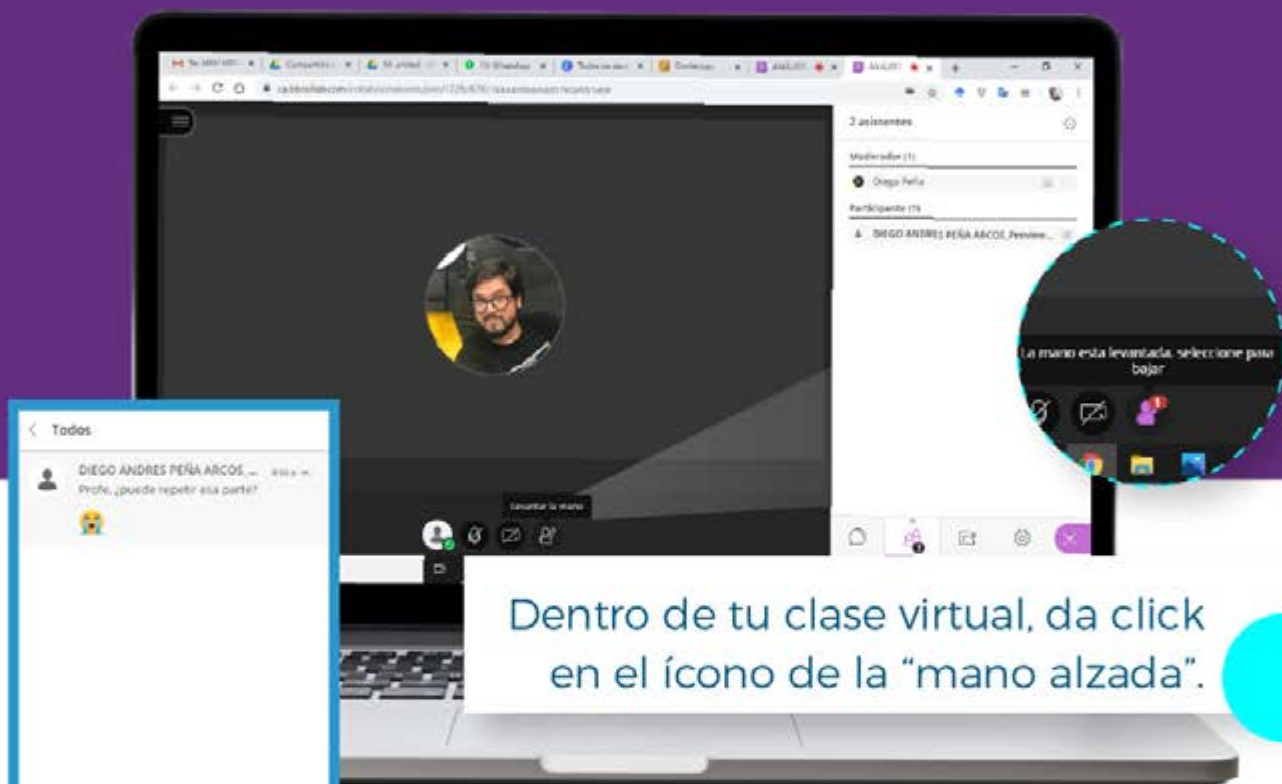 2 asistentes
Moderador (1)
Diego Peña
Participante (1)
DIEGO ANDRES PEÑA ARCOS_Preview...
La mano esta levantada. seleccione para
bajar
Levantar la mano
Todos
DIEGO ANDRES PEÑA ARCOS_...
Profe, ¿puede repetir esa parte?
Dentro de tu clase virtual, da click
en el ícono de la “mano alzada”.